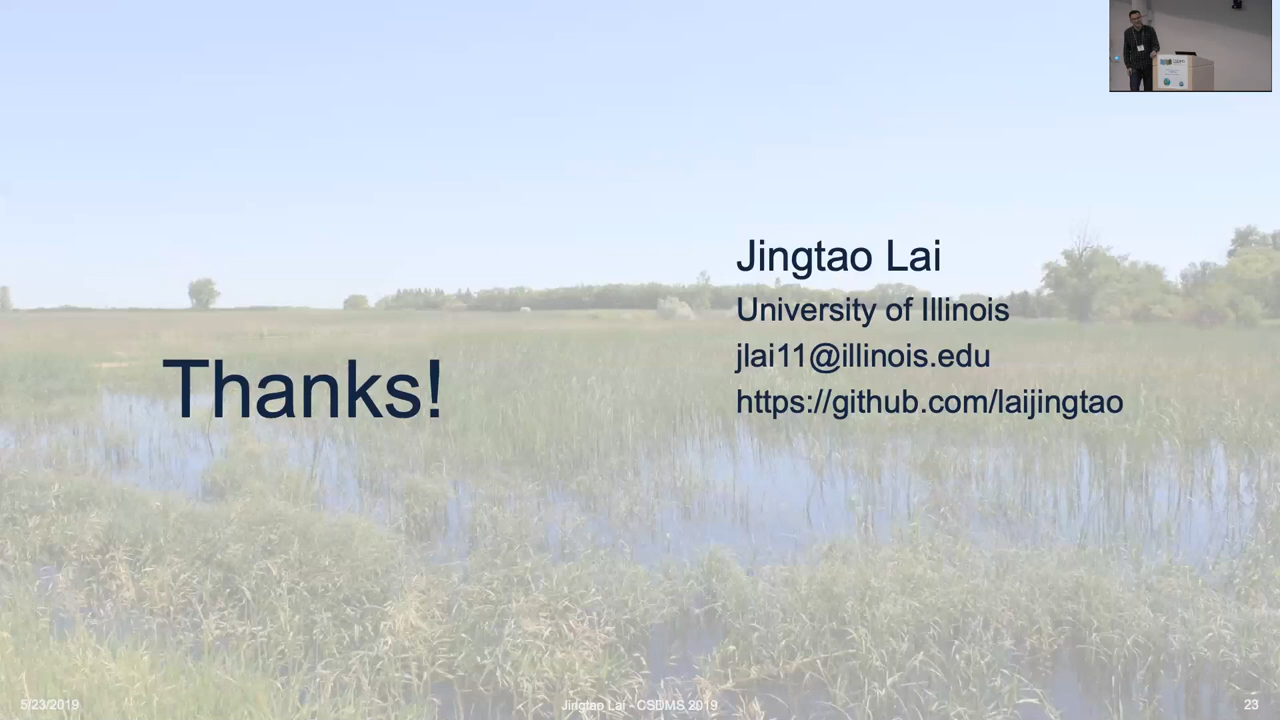 Thanks!
Jingtao Lai
University of Illinois
jlai11@illinois.edu
https://github.com/laijingtao
5/23/2019
Jingtao Lai - CSDMS 2019
23